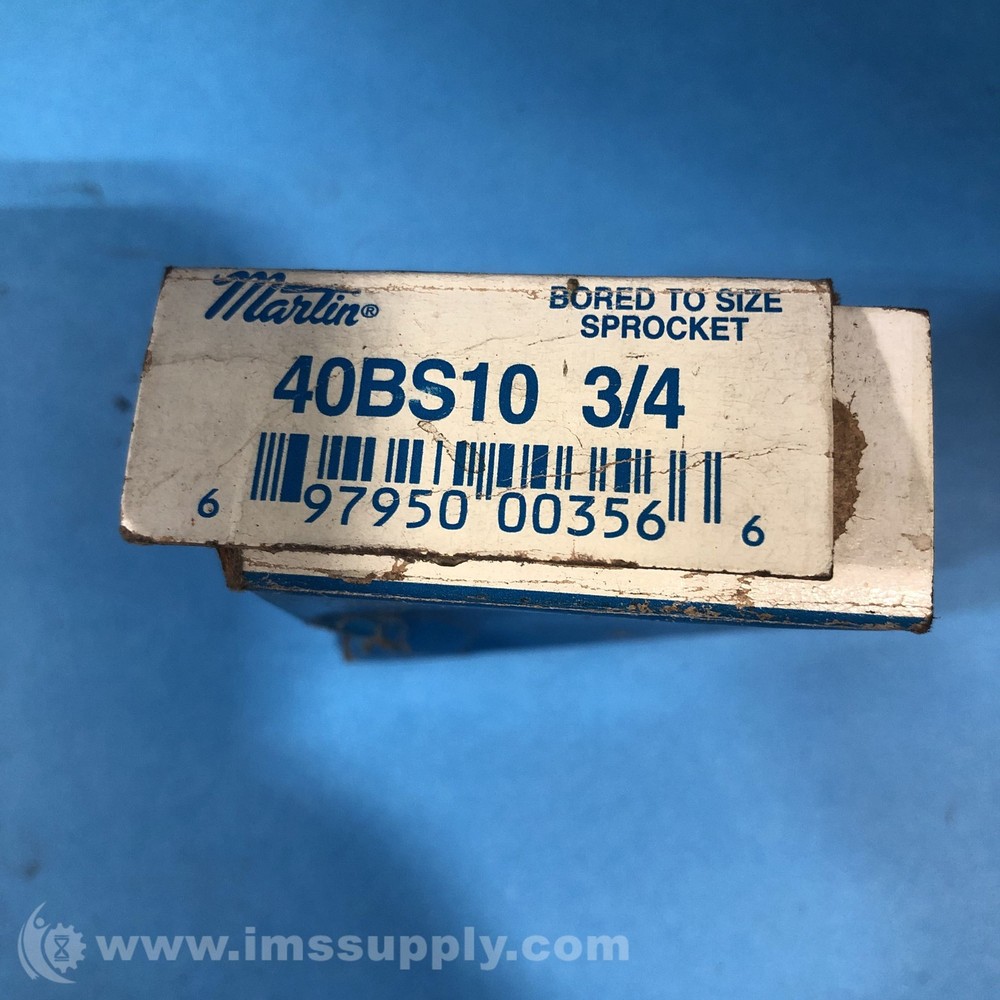 Martin®
BORED TO SIZE
SPROCKET
40BS10 3/4
6 97950 00356 6
www.imssupply.com